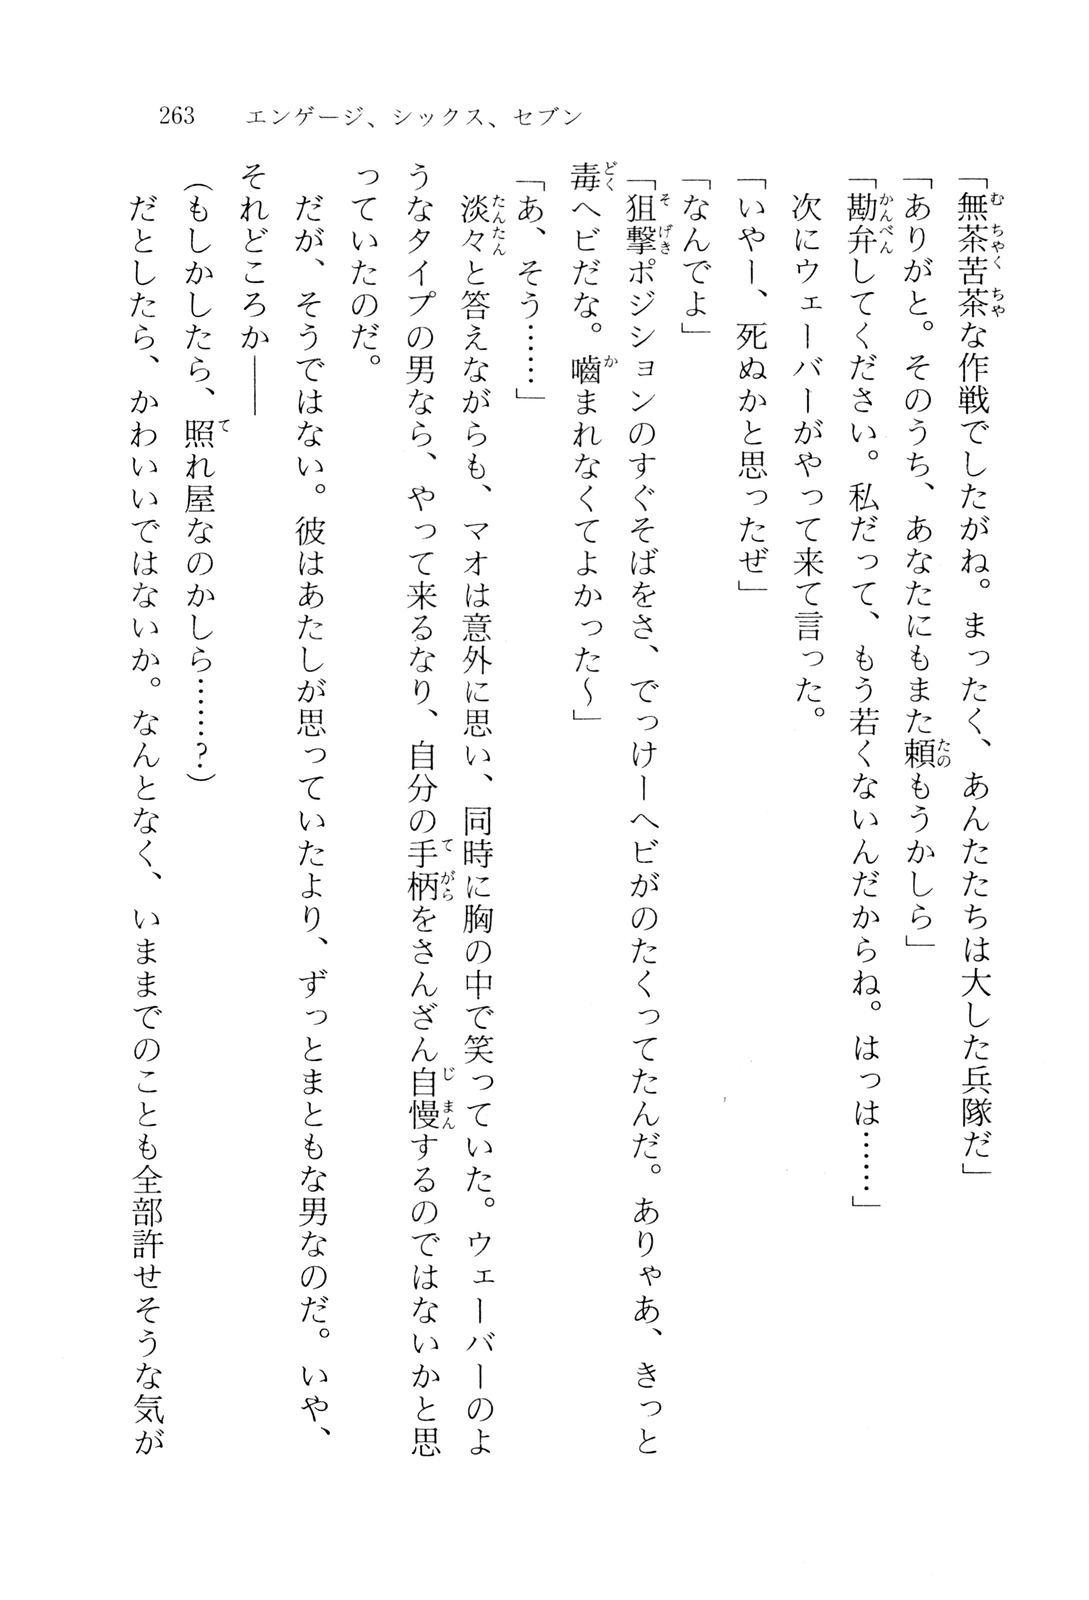 263　エンゲージ、シックス、セブン
「無茶苦茶な作戦でしたがね。まったく、あんたたちは大した兵隊だ」
「ありがと。そのうち、あなたにもまた頼もうかしら」
「勘弁してください。私だって、もう若くないんだからね。はっは……」
　次にウェーバーがやって来て言った。
「いやー、死ぬかと思ったぜ」
「なんでよ」
「狙撃ポジションのすぐそばをさ、でっけーヘビがのたくってたんだ。ありゃあ、きっと
毒ヘビだな。嚙まれなくてよかった〜」
「あ、そう……」
　淡々と答えながらも、マオは意外に思い、同時に胸の中で笑っていた。ウェーバーのよ
うなタイプの男なら、やって来るなり、自分の手柄をさんざん自慢するのではないかと思
っていたのだ。
　だが、そうではない。彼はあたしが思っていたより、ずっとまともな男なのだ。いや、
それどころか――
（もしかしたら、照れ屋なのかしら……？）
　だとしたら、かわいいではないか。なんとなく、いままでのことも全部許せそうな気が